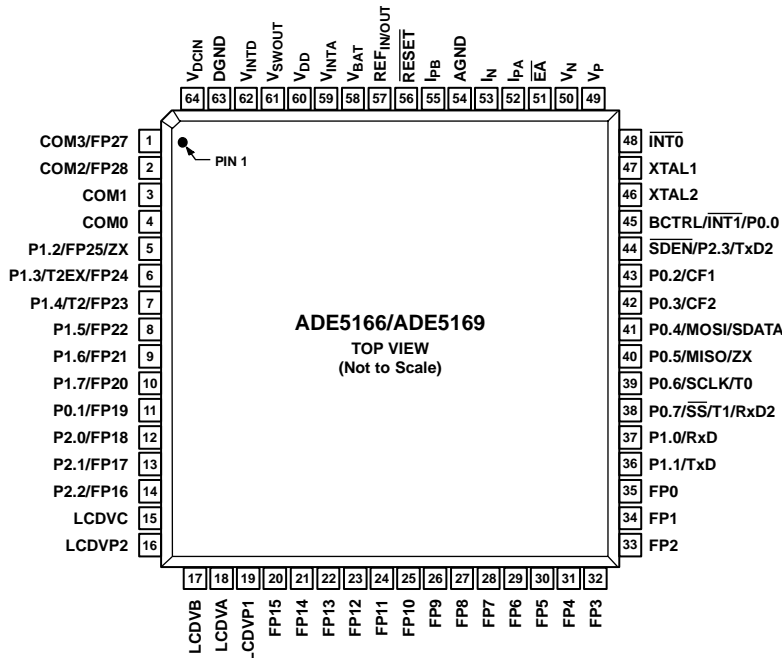 VDCIN
DGND
VINTD
VSWOUT
VDD
VINTA
VBAT
REFIN/OUT
RESET
IPB
AGND
IN
IPA
EA
VN
VP
64 63 62 61 60 59 58 57 56 55 54 53 52 51 50 49
COM3/FP27 1
COM2/FP28 2
COM1 3
COM0 4
P1.2/FP25/ZX 5
P1.3/T2EX/FP24 6
P1.4/T2/FP23 7
P1.5/FP22 8
P1.6/FP21 9
P1.7/FP20 10
P0.1/FP19 11
P2.0/FP18 12
P2.1/FP17 13
P2.2/FP16 14
LCDVC 15
LCDVP2 16
PIN 1
ADE5166/ADE5169
TOP VIEW
(Not to Scale)
48 INT0
47 XTAL1
46 XTAL2
45 BCTRL/INT1/P0.0
44 SDEN/P2.3/TxD2
43 P0.2/CF1
42 P0.3/CF2
41 P0.4/MOSI/SDATA
40 P0.5/MISO/ZX
39 P0.6/SCLK/T0
38 P0.7/SS/T1/RxD2
37 P1.0/RxD
36 P1.1/TxD
35 FP0
34 FP1
33 FP2
17 18 19 20 21 22 23 24 25 26 27 28 29 30 31 32
LCDVB
LCDVA
LCDVP1
FP15
FP14
FP13
FP12
FP11
FP10
FP9
FP8
FP7
FP6
FP5
FP4
FP3